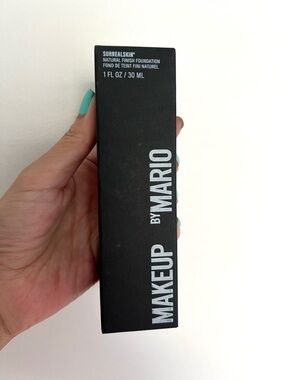 SURREALSKIN™
NATURAL FINISH FOUNDATION
FOND DE TEINT FINI NATUREL
1 FL OZ / 30 ML
MAKEUP BY MARIO